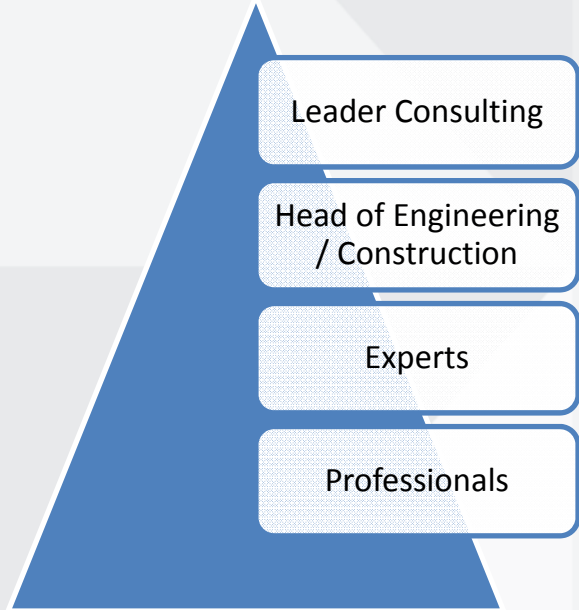 Leader Consulting
Head of Engineering
/ Construction
Experts
Professionals